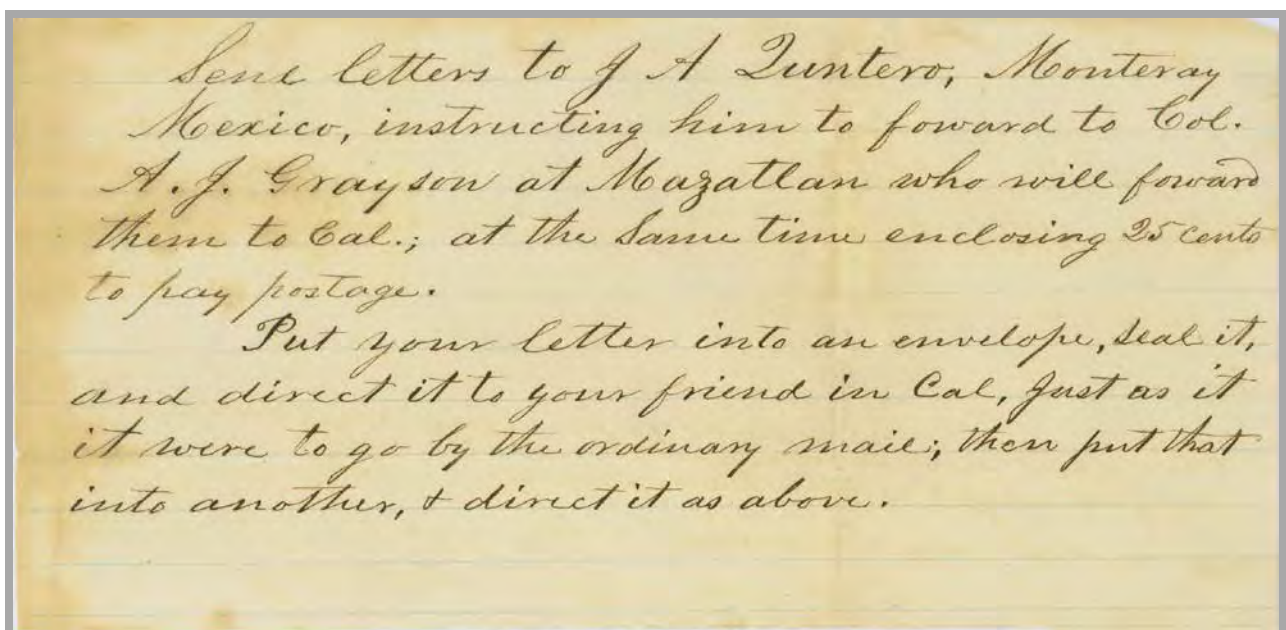 Send letters to J A Quntero, Monteray
Mexico, instructing him to foward to Col.
A. J. Grayson at Mazatlan who will foward
them to Cal.; at the Same time enclosing 25 cents
to pay postage.
Put your letter into an envelope, seal it,
and direct it to your friend in Cal, Just as it
it were to go by the ordinary mail; then put that
into another, & direct it as above.